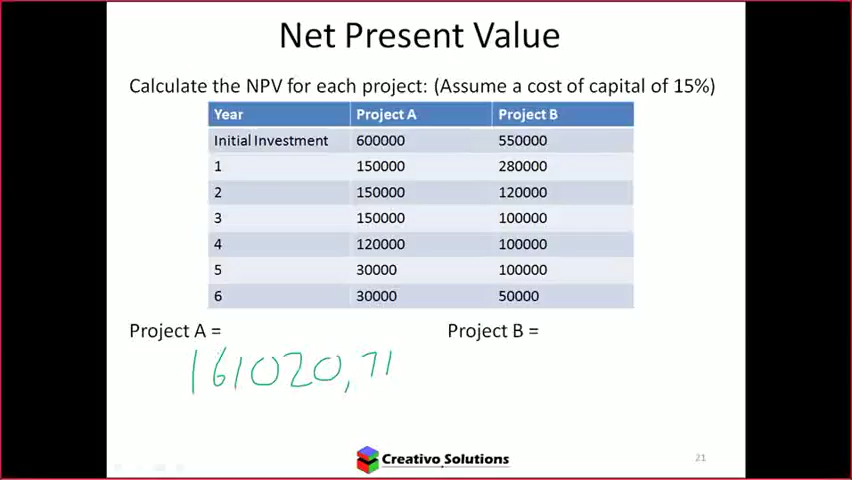 Net Present Value
Calculate the NPV for each project: (Assume a cost of capital of 15%)
Year Project A Project B
Initial Investment 600000 550000
1 150000 280000
2 150000 120000
3 150000 100000
4 120000 100000
5 30000 100000
6 30000 50000
Project A = Project B =
161020,71
Creativo Solutions 21